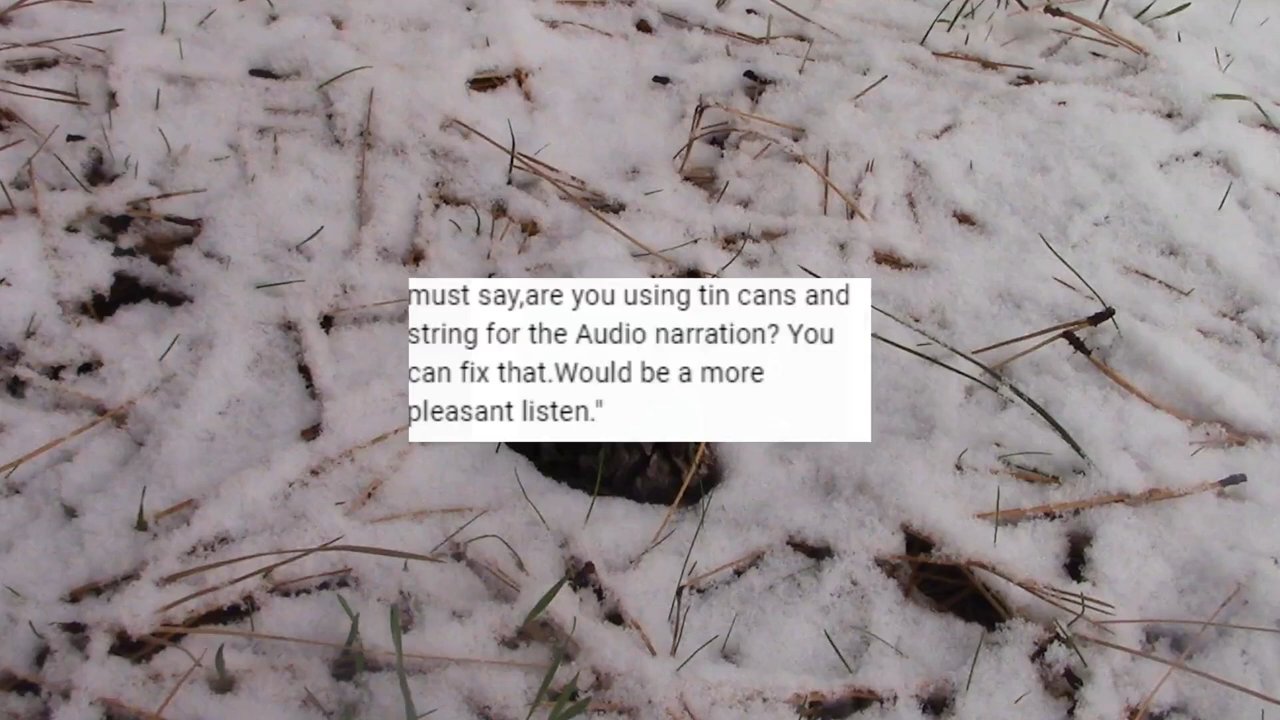 must say,are you using tin cans and
string for the Audio narration? You
can fix that.Would be a more
pleasant listen."